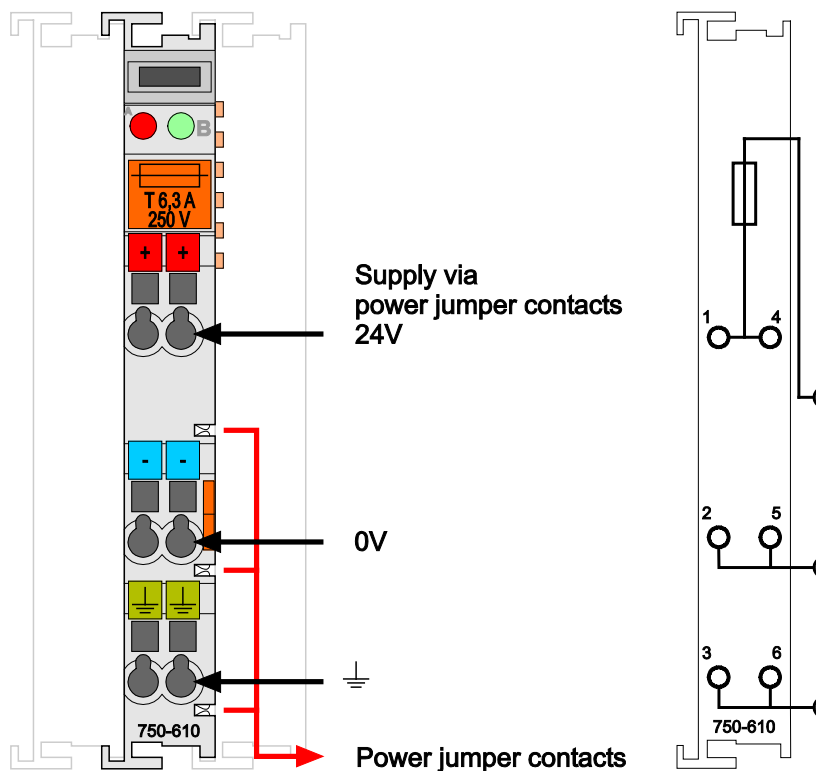 A
B
T 6,3 A
250 V
+ +
Supply via
power jumper contacts
24V
- -
0V
750-610
Power jumper contacts
1 4
2 5
3 6
750-610